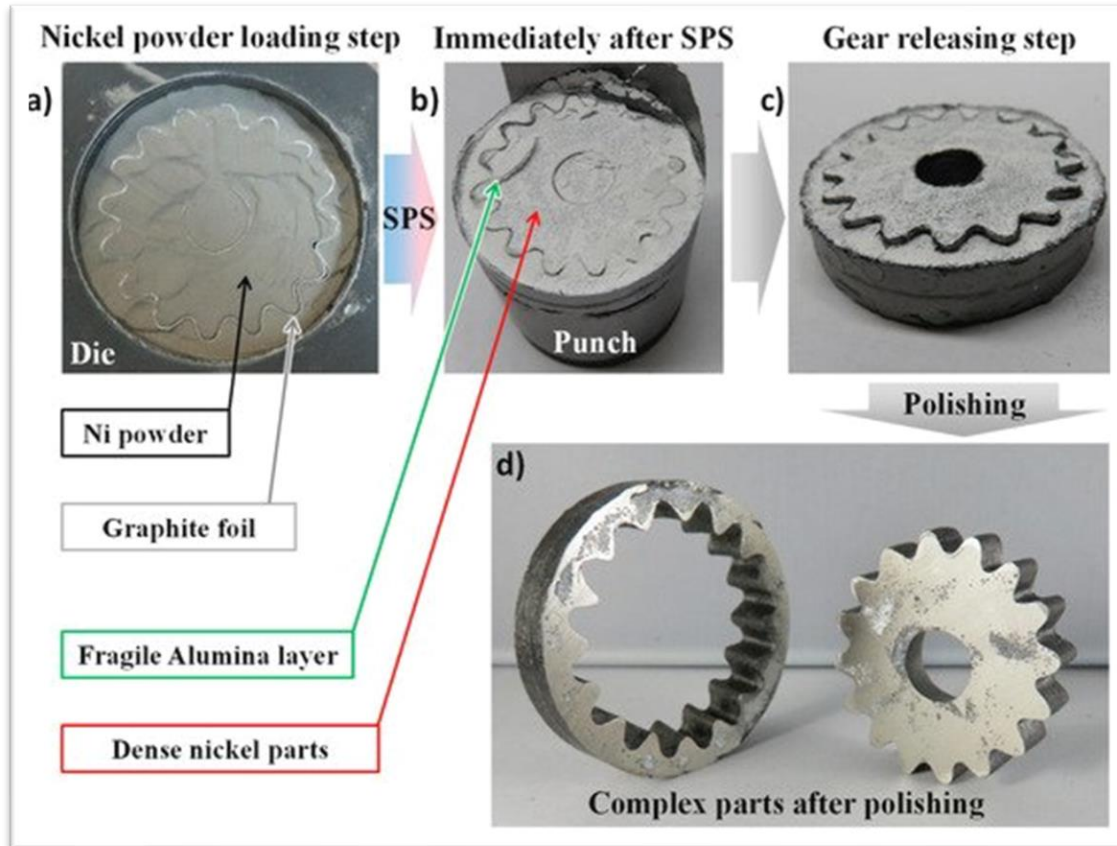 Nickel powder loading step
Immediately after SPS
Gear releasing step
a)
b)
c)
SPS
Die
Punch
Ni powder
Polishing
d)
Graphite foil
Fragile Alumina layer
Dense nickel parts
Complex parts after polishing